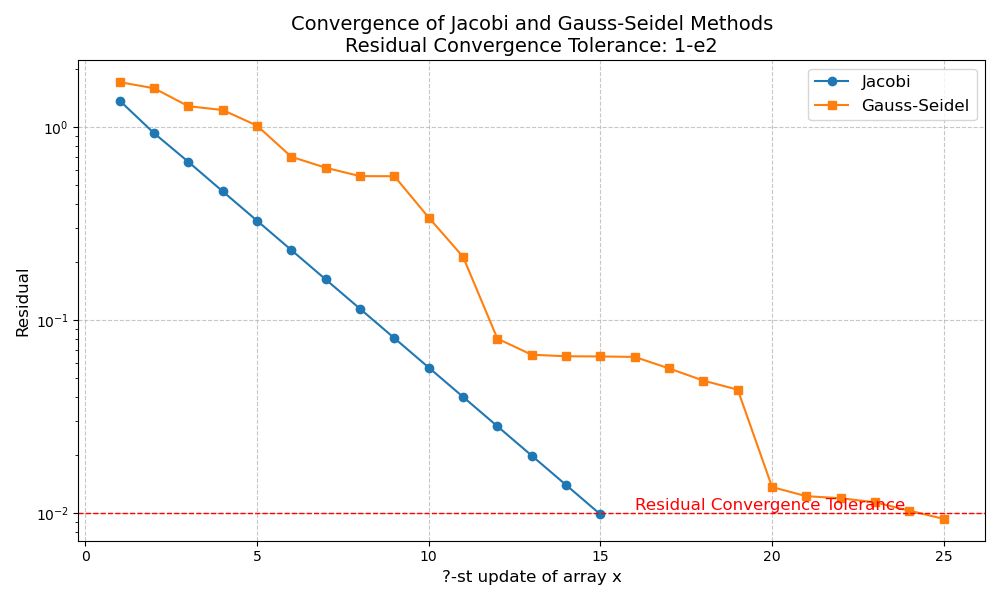 Convergence of Jacobi and Gauss-Seidel Methods
Residual Convergence Tolerance: 1-e2
Jacobi
Gauss-Seidel
Residual
10⁰
10⁻¹
10⁻²
Residual Convergence Tolerance
0 5 10 15 20 25
?-st update of array x